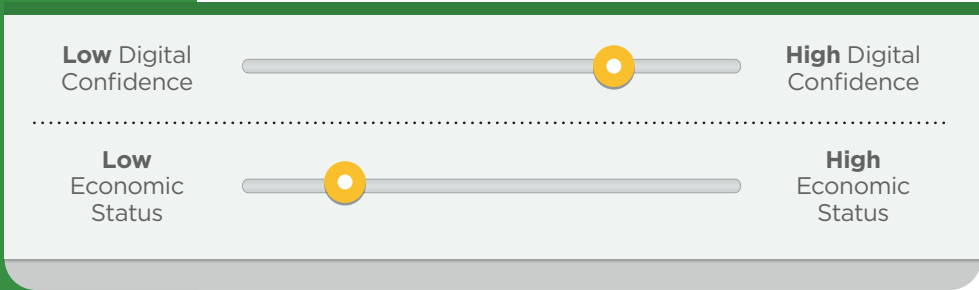 Low Digital
Confidence
High Digital
Confidence
Low
Economic
Status
High
Economic
Status